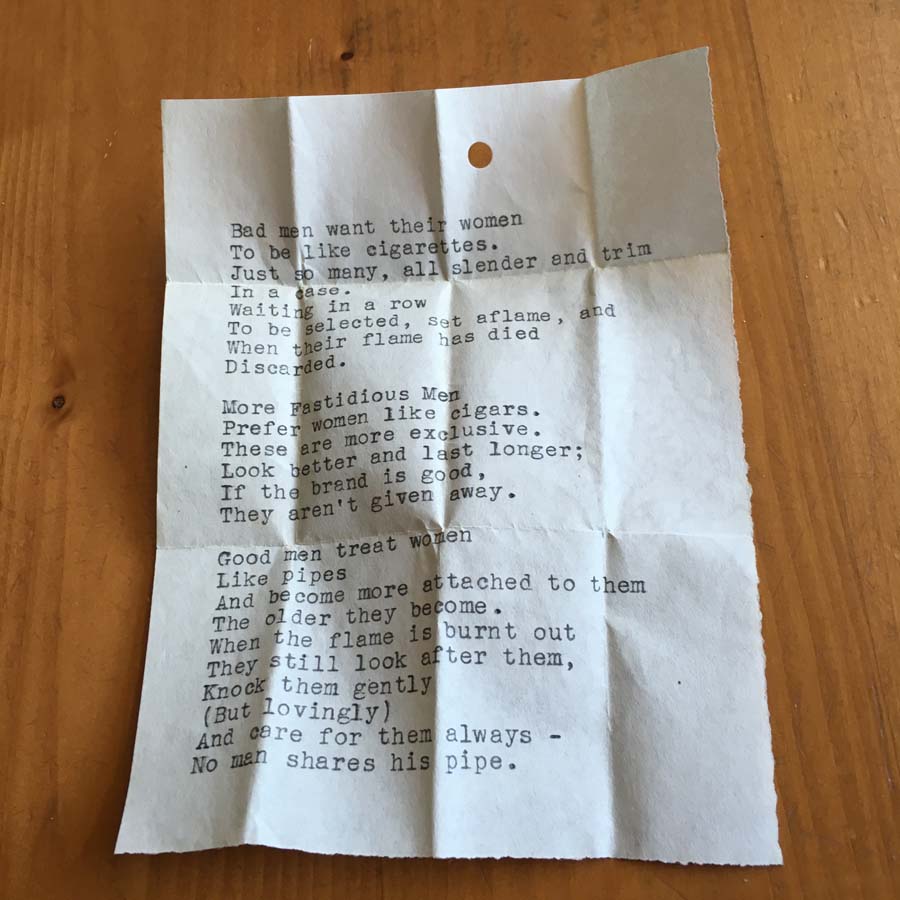 Bad men want their women
To be like cigarettes.
Just so many, all slender and trim
In a case.
Waiting in a row
To be selected, set aflame, and
When their flame has died
Discarded.
More Fastidious Men
Prefer women like cigars.
These are more exclusive.
Look better and last longer;
If the brand is good,
They aren't given away.
Good men treat women
Like pipes
And become more attached to them
The older they become.
When the flame is burnt out
They still look after them,
Knock them gently
(But lovingly)
And care for them always -
No man shares his pipe.